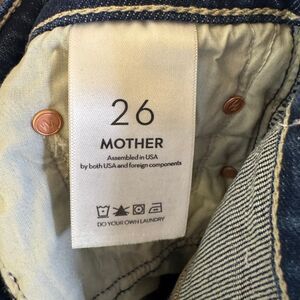 26
MOTHER
Assembled in USA
by both USA and foreign components
DO YOUR OWN LAUNDRY